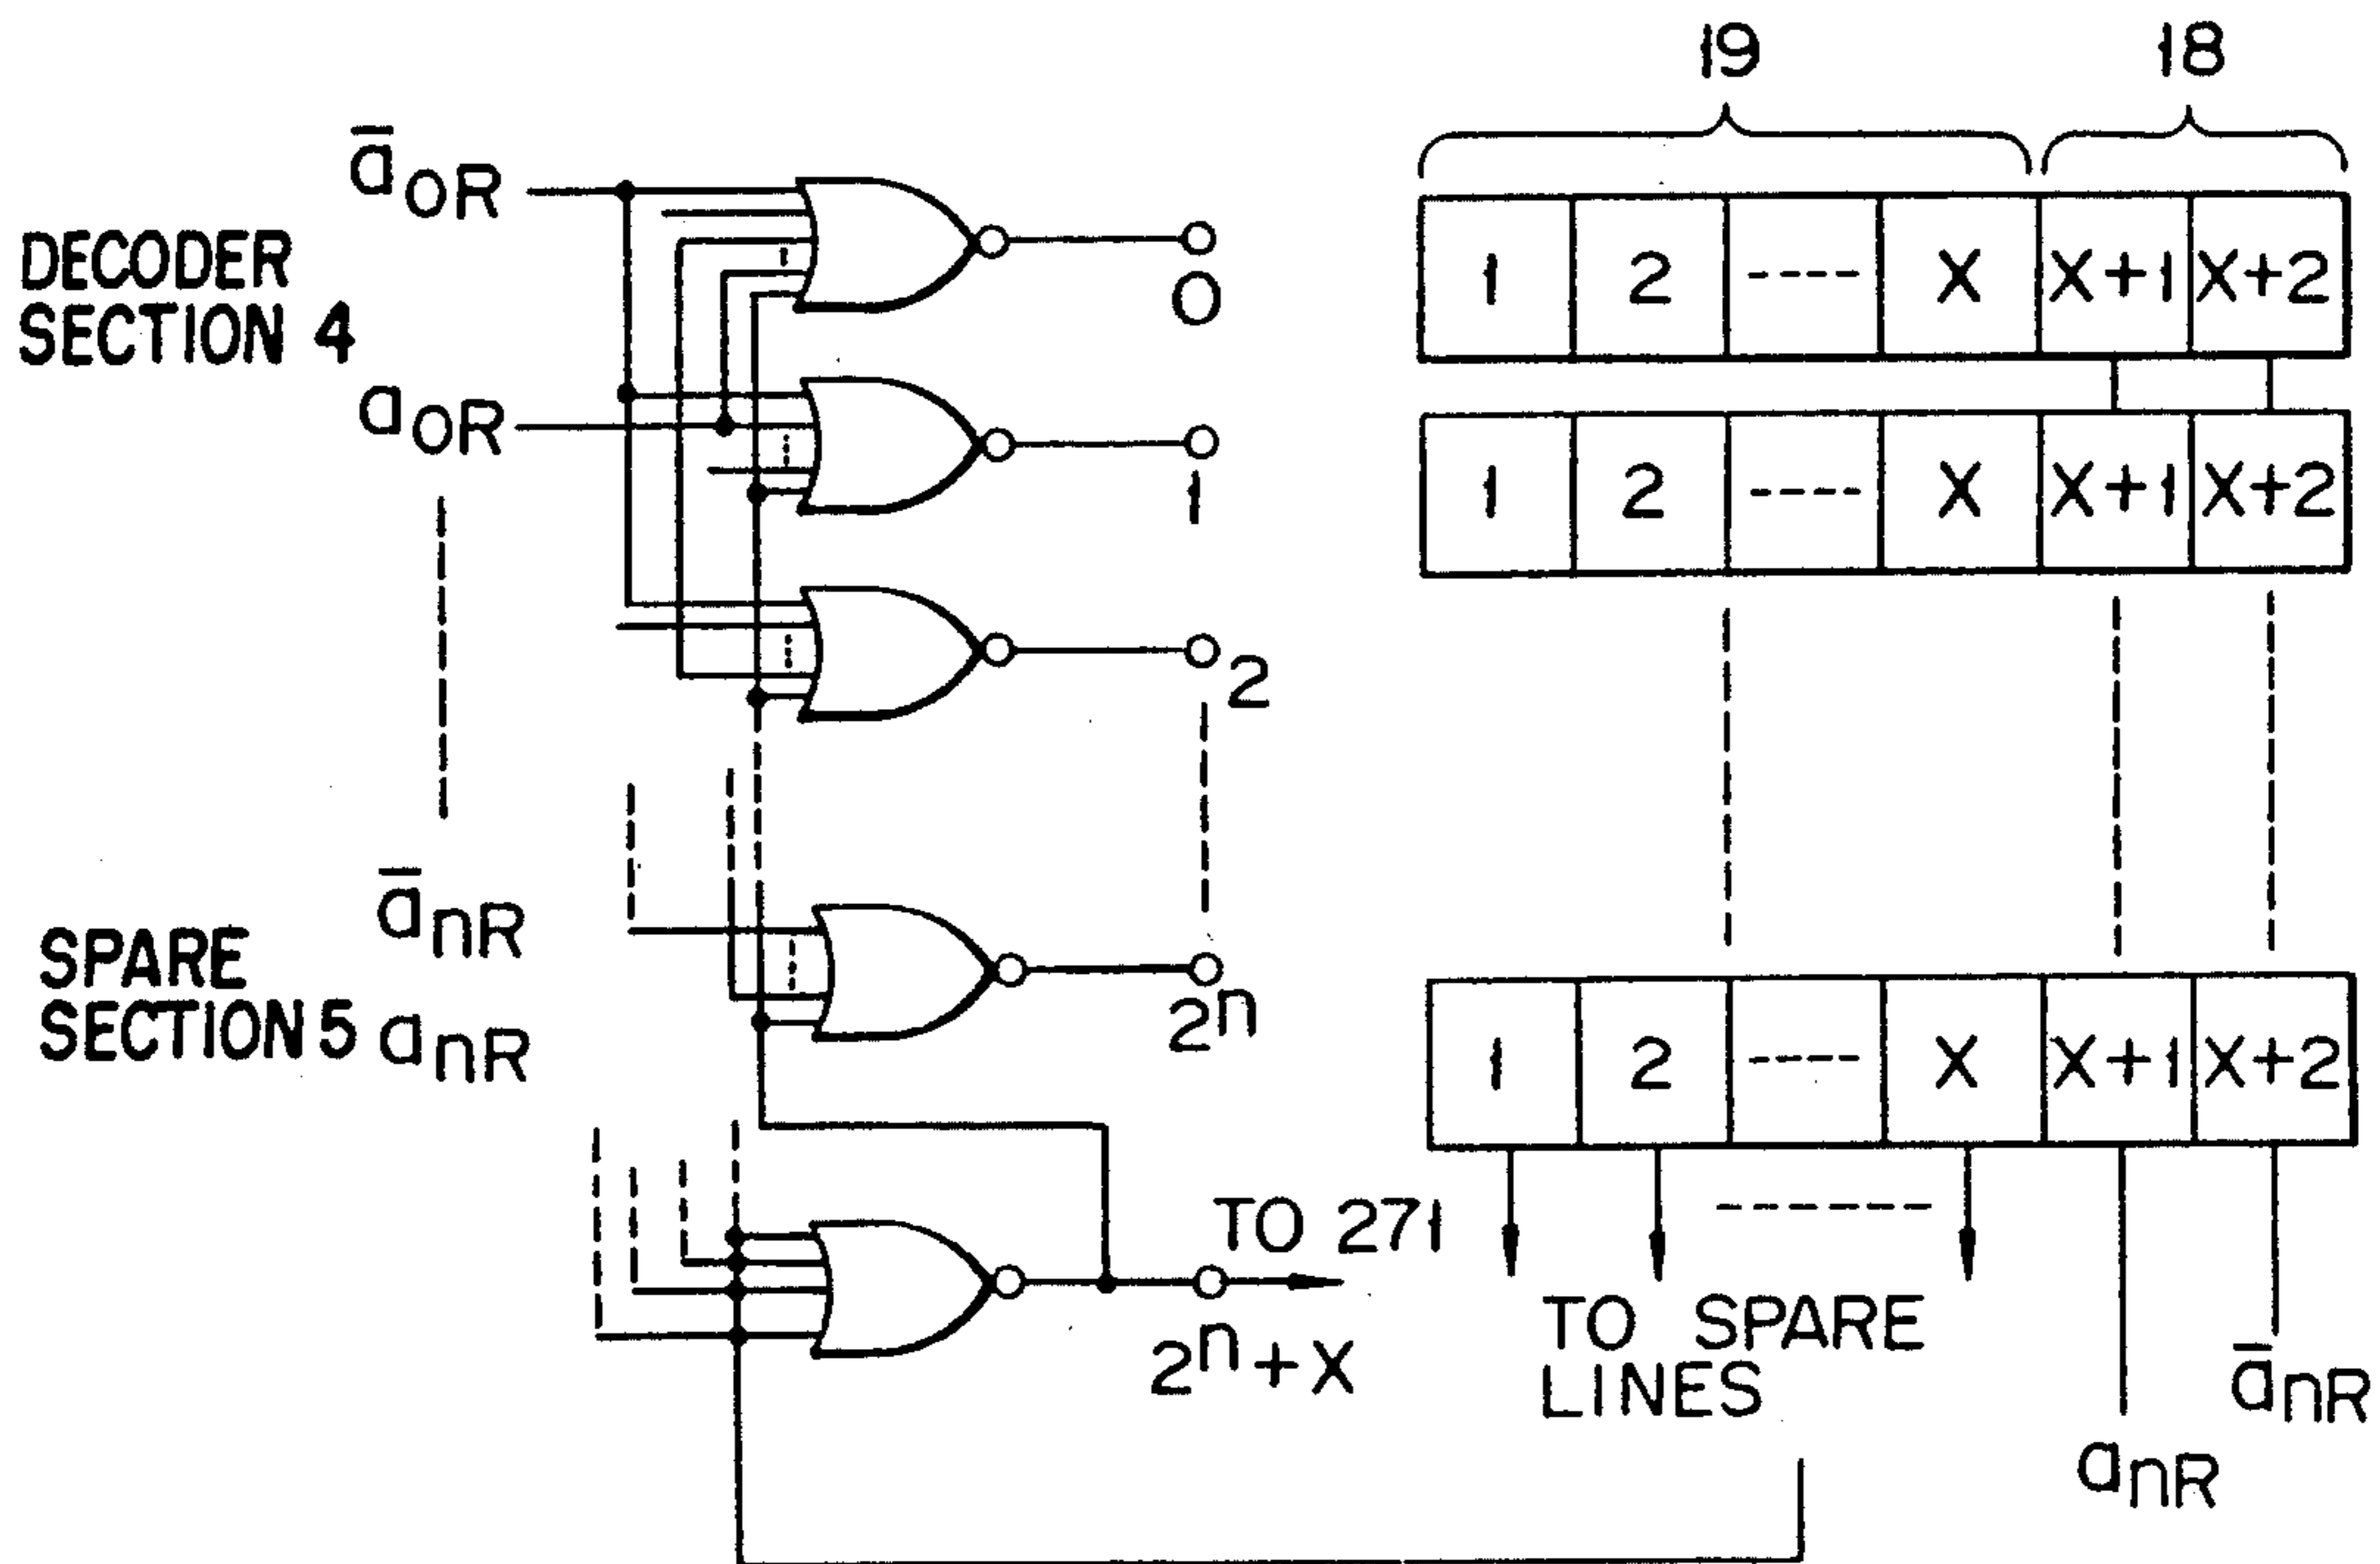 19 18
ā0R
DECODER
SECTION 4
a0R
0
1
2
1 2 ---- X X+1 X+2
1 2 ---- X X+1 X+2
ānR
SPARE
SECTION 5
anR
2ⁿ
1 2 ---- X X+1 X+2
TO 271
2ⁿ+X
TO SPARE
LINES
ānR
anR